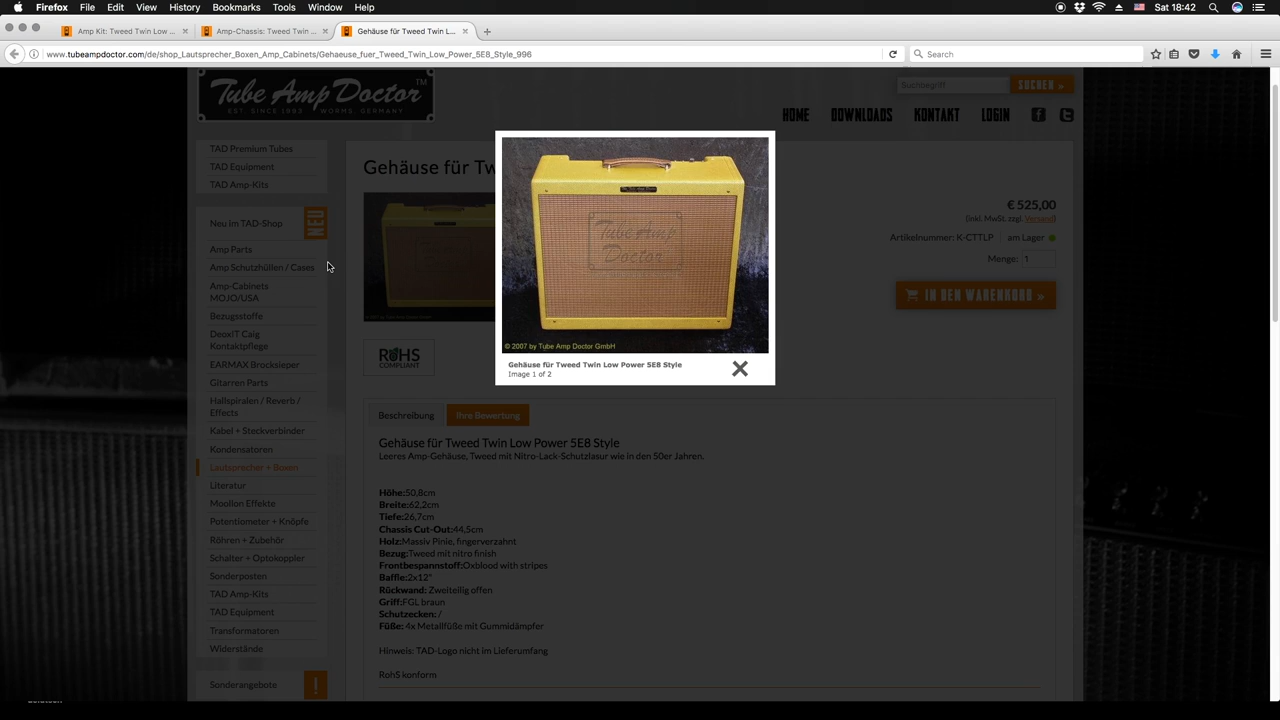 Firefox File Edit View History Bookmarks Tools Window Help Sat 18:42
Amp Kit: Tweed Twin Low ... Amp-Chassis: Tweed Twin ... Gehäuse für Tweed Twin L...
www.tubeampdoctor.com/de/shop_Lautsprecher_Boxen_Amp_Cabinets/Gehaeuse_fuer_Tweed_Twin_Low_Power_5E8_Style_996 Search
Tube Amp Doctor™
EST. SINCE 1993 WORMS GERMANY
Suchbegriff SUCHEN »
HOME DOWNLOADS KONTAKT LOGIN
TAD Premium Tubes
TAD Equipment
TAD Amp-Kits
Neu Im TAD-Shop NEU
Amp Parts
Amp Schutzhüllen / Cases
Amp-Cabinets
MOJO/USA
Bezugsstoffe
DeoxIT Caig
Kontaktpflege
EARMAX Brocksieper
Gitarren Parts
Hallspiralen / Reverb /
Effects
Kabel + Steckverbinder
Kondensatoren
Lautsprecher + Boxen
Literatur
Moollon Effekte
Potentiometer + Knöpfe
Röhren + Zubehör
Schalter + Optokoppler
Sonderposten
TAD Amp-Kits
TAD Equipment
Transformatoren
Widerstände
Sonderangebote !
Gehäuse für Tw
€ 525,00
(inkl. MwSt. zzgl. Versand)
Artikelnummer: K-CTTLP am Lager
Menge: 1
IN DEN WARENKORB »
RoHS
COMPLIANT
Tube Amp
Doctor
© 2007 by Tube Amp Doctor GmbH
Gehäuse für Tweed Twin Low Power 5E8 Style
Image 1 of 2
Beschreibung Ihre Bewertung
Gehäuse für Tweed Twin Low Power 5E8 Style
Leeres Amp-Gehäuse, Tweed mit Nitro-Lack-Schutzlasur wie in den 50er Jahren.
Höhe:50,8cm
Breite:62,2cm
Tiefe:26,7cm
Chassis Cut-Out:44,5cm
Holz:Massiv Pinie, fingerverzahnt
Bezug:Tweed mit nitro finish
Frontbespannstoff:Oxblood with stripes
Baffle:2x12"
Rückwand: Zweiteilig offen
Griff:FGL braun
Schutzecken: /
Füße: 4x Metallfüße mit Gummidämpfer
Hinweis: TAD-Logo nicht im Lieferumfang
RohS konform